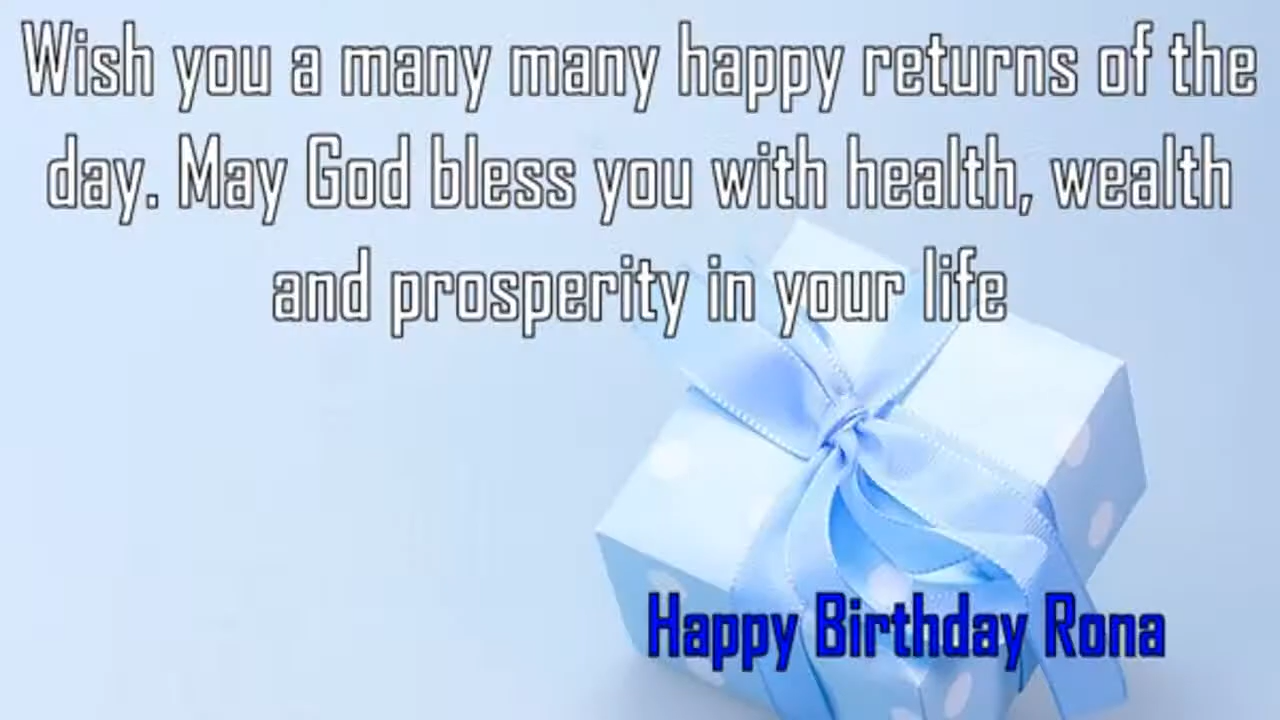 Wish you a many many happy returns of the
day. May God bless you with health, wealth
and prosperity in your life
Happy Birthday Rona